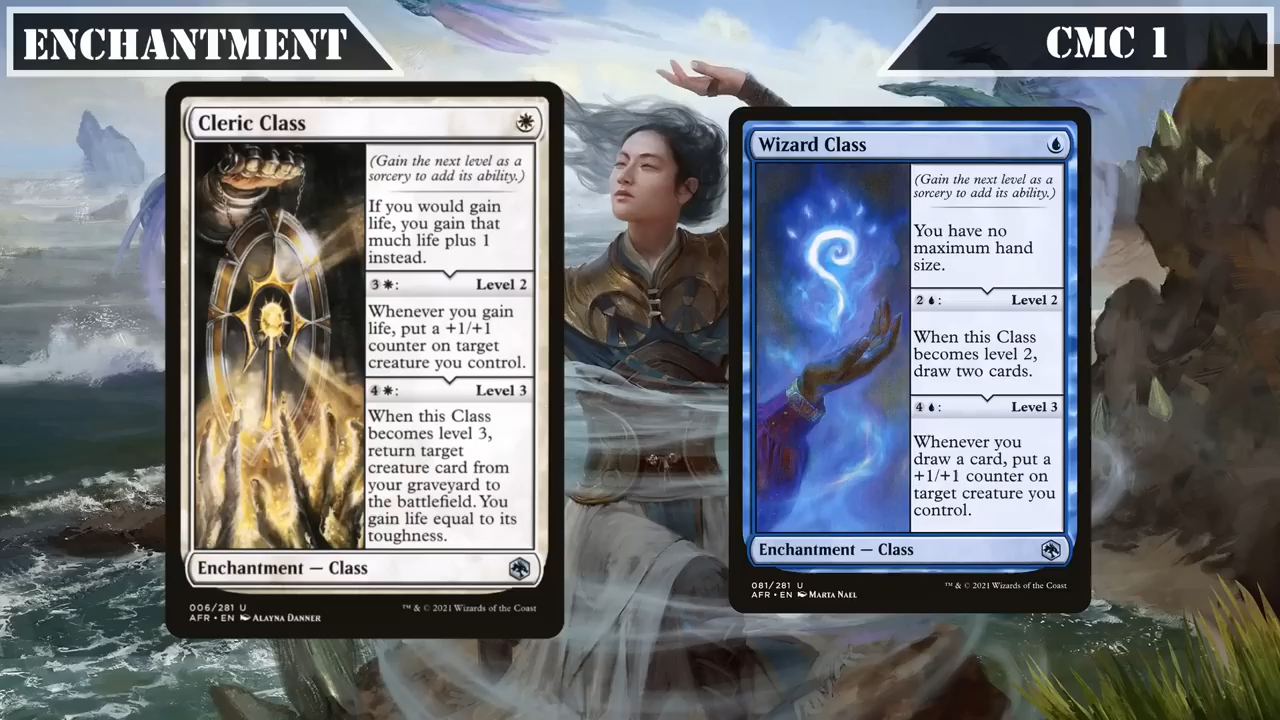 ENCHANTMENT
CMC 1
Cleric Class
(Gain the next level as a
sorcery to add its ability.)
If you would gain
life, you gain that
much life plus 1
instead.
3 : Level 2
Whenever you gain
life, put a +1/+1
counter on target
creature you control.
4 : Level 3
When this Class
becomes level 3,
return target
creature card from
your graveyard to
the battlefield. You
gain life equal to its
toughness.
Enchantment — Class
006/281 U
AFR • EN ALAYNA DANNER
™ & © 2021 Wizards of the Coast
Wizard Class
(Gain the next level as a
sorcery to add its ability.)
You have no
maximum hand
size.
2 : Level 2
When this Class
becomes level 2,
draw two cards.
4 : Level 3
Whenever you
draw a card, put a
+1/+1 counter on
target creature you
control.
Enchantment — Class
081/281 U
AFR • EN MARTA NAEL
™ & © 2021 Wizards of the Coast